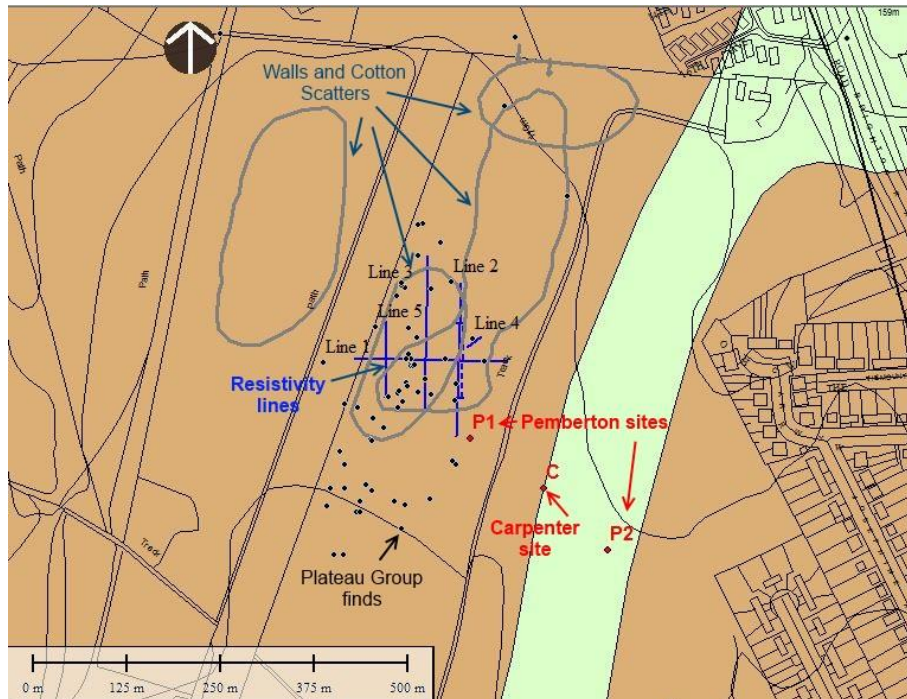 159m
Walls and Cotton
Scatters
Path
Path
Path
Line 3
Line 2
Line 5
Line 4
Line 1
Track
Resistivity
lines
P1
Pemberton sites
C
Carpenter
site
P2
Track
Plateau Group
finds
0 m
125 m
250 m
375 m
500 m